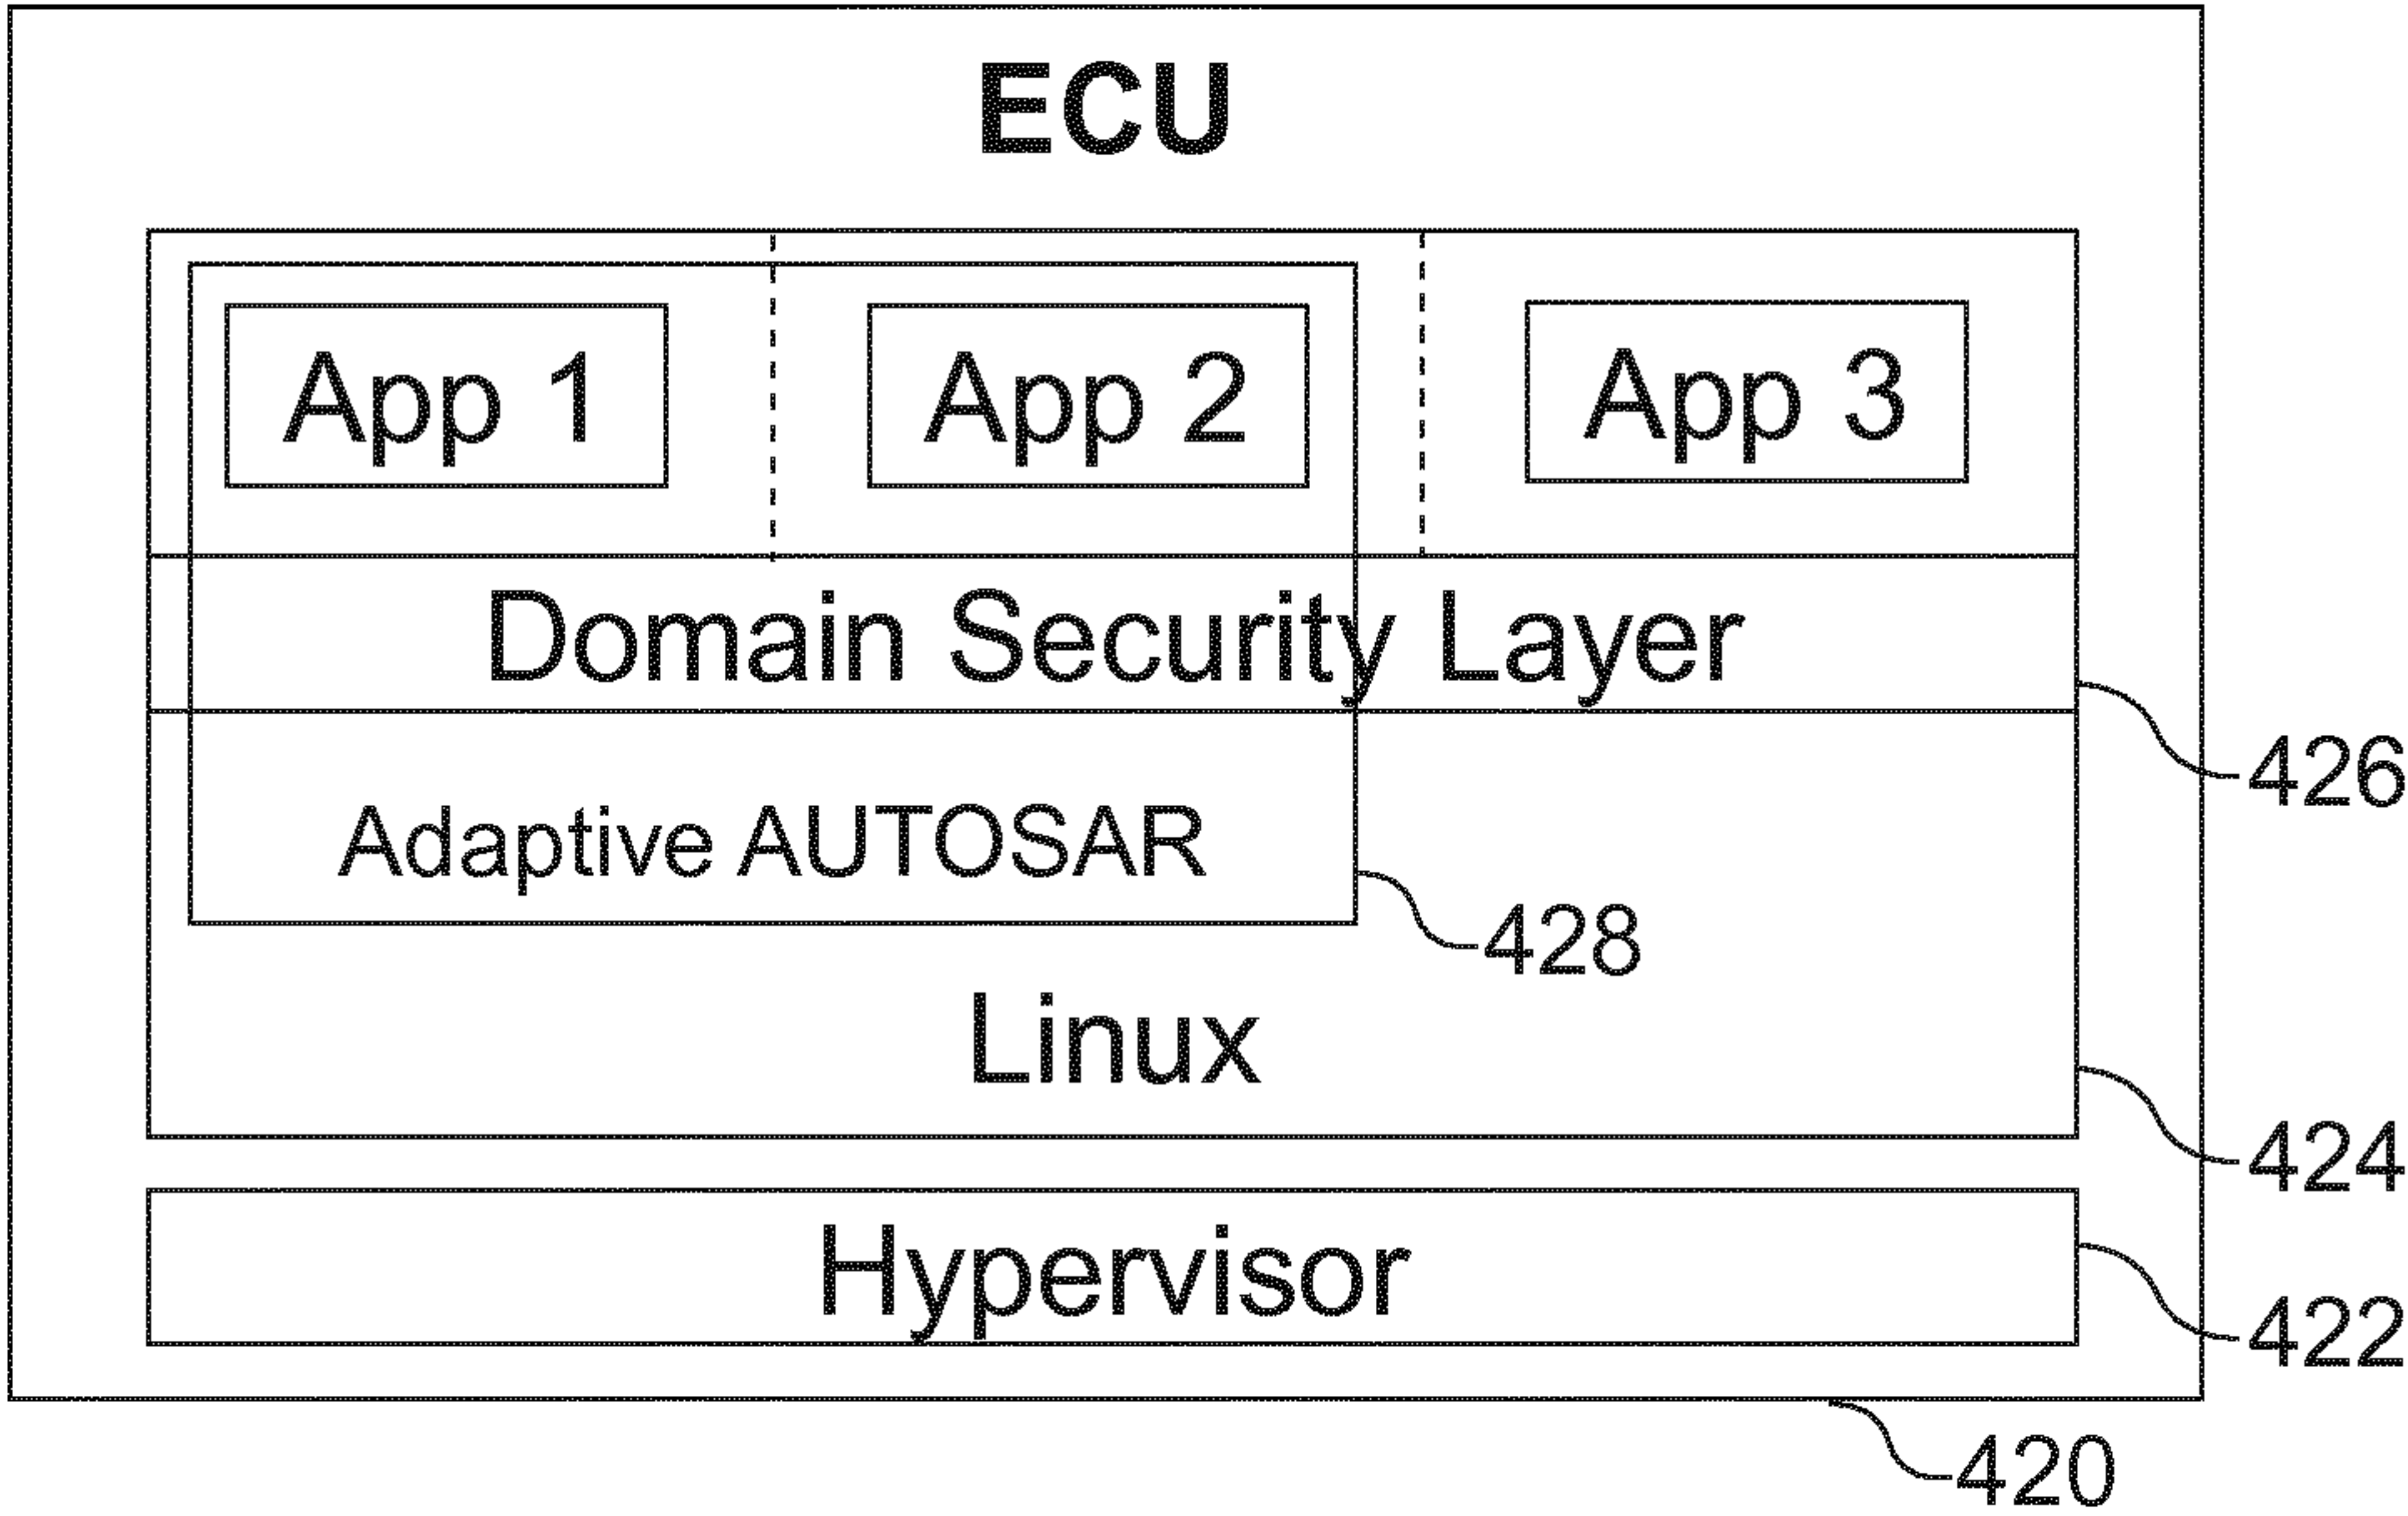 ECU
App 1
App 2
App 3
Domain Security Layer
426
Adaptive AUTOSAR
428
Linux
424
Hypervisor
422
420